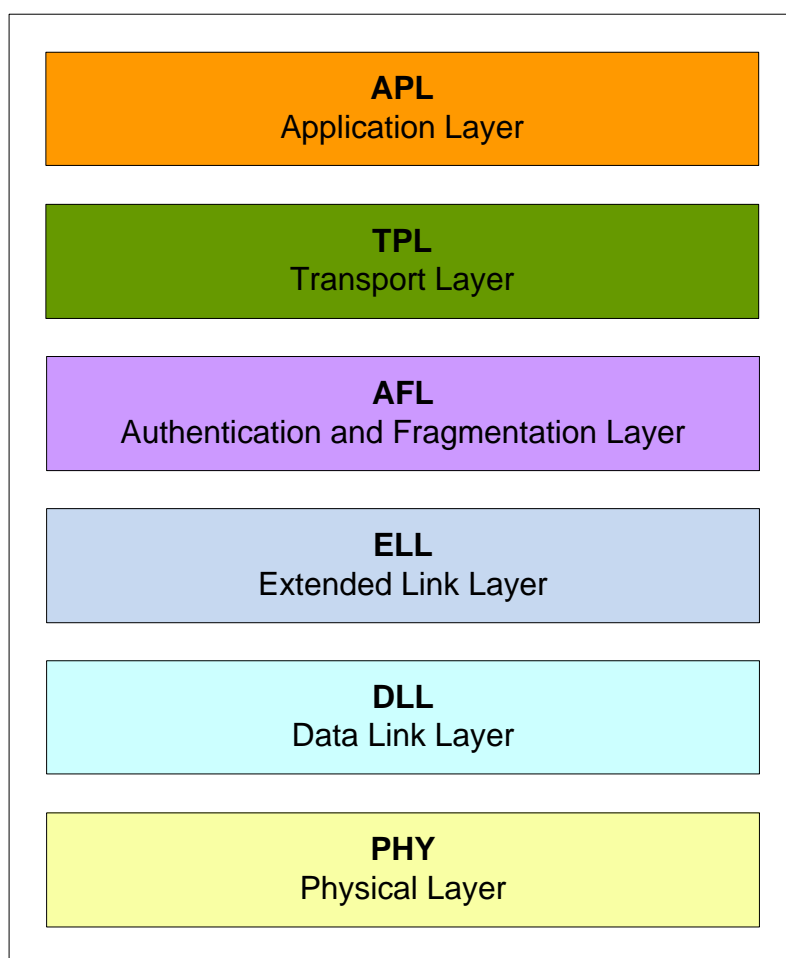 APL
Application Layer
TPL
Transport Layer
AFL
Authentication and Fragmentation Layer
ELL
Extended Link Layer
DLL
Data Link Layer
PHY
Physical Layer